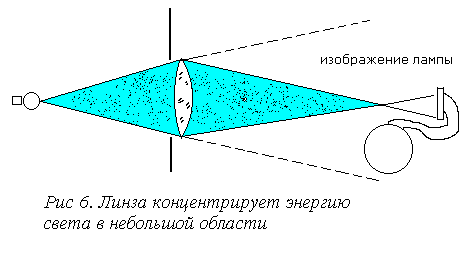 изображение лампы
Рис 6. Линза концентрирует энергию
света в небольшой области